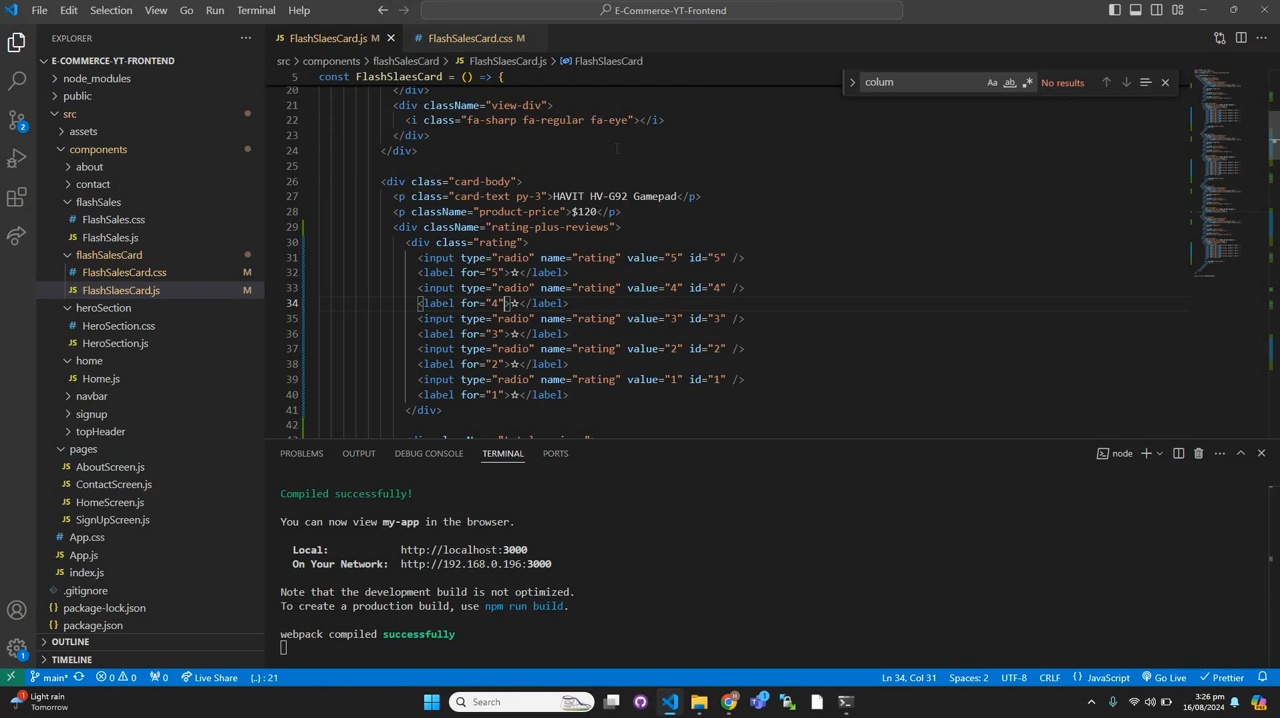 File Edit Selection View Go Run Terminal Help
E-Commerce-YT-Frontend
EXPLORER
E-COMMERCE-YT-FRONTEND
node_modules
public
src
assets
components
about
contact
flashSales
FlashSales.css
FlashSales.js
flashSalesCard
FlashSalesCard.css M
FlashSlaesCard.js M
heroSection
HeroSection.css
HeroSection.js
home
Home.js
navbar
signup
topHeader
pages
AboutScreen.js
ContactScreen.js
HomeScreen.js
SignUpScreen.js
App.css
App.js
index.js
.gitignore
package-lock.json
package.json
OUTLINE
TIMELINE
FlashSlaesCard.js M FlashSalesCard.css M
src > components > flashSalesCard > FlashSlaesCard.js > FlashSlaesCard
colum Aa ab No results
5 const FlashSlaesCard = () => {
20 </div>
21 <div className="view-div">
22 <i class="fa-sharp fa-regular fa-eye"></i>
23 </div>
24 </div>
25
26 <div class="card-body">
27 <p class="card-text-py-3">HAVIT HV-G92 Gamepad</p>
28 <p className="product-price">$120</p>
29 <div className="rating-plus-reviews">
30 <div class="rating">
31 <input type="radio" name="rating" value="5" id="5" />
32 <label for="5">☆</label>
33 <input type="radio" name="rating" value="4" id="4" />
34 <label for="4">☆</label>
35 <input type="radio" name="rating" value="3" id="3" />
36 <label for="3">☆</label>
37 <input type="radio" name="rating" value="2" id="2" />
38 <label for="2">☆</label>
39 <input type="radio" name="rating" value="1" id="1" />
40 <label for="1">☆</label>
41 </div>
42
PROBLEMS OUTPUT DEBUG CONSOLE TERMINAL PORTS
node
Compiled successfully!
You can now view my-app in the browser.
Local: http://localhost:3000
On Your Network: http://192.168.0.196:3000
Note that the development build is not optimized.
To create a production build, use npm run build.
webpack compiled successfully
main* 0 0 0 Live Share {..} : 21 Ln 34, Col 31 Spaces: 2 UTF-8 CRLF JavaScript Go Live Prettier
Light rain
Tomorrow
Search
3:26 pm
16/08/2024